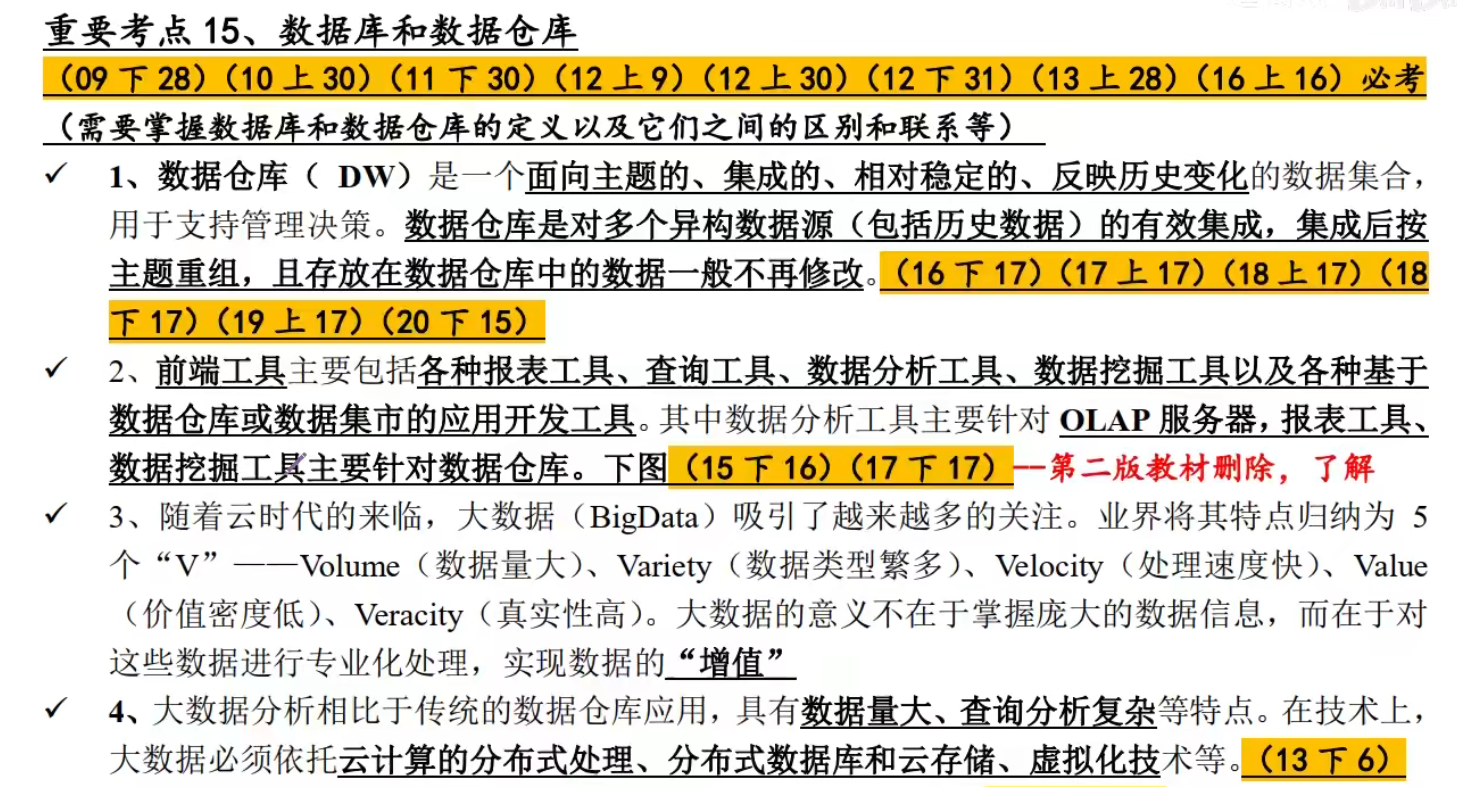 重要考点 15、数据库和数据仓库
（09 下 28）（10 上 30）（11 下 30）（12 上 9）（12 上 30）（12 下 31）（13 上 28）（16 上 16）必考
（需要掌握数据库和数据仓库的定义以及它们之间的区别和联系等）
✓ 1、数据仓库（ DW）是一个面向主题的、集成的、相对稳定的、反映历史变化的数据集合，
用于支持管理决策。数据仓库是对多个异构数据源（包括历史数据）的有效集成，集成后按
主题重组，且存放在数据仓库中的数据一般不再修改。（16 下 17）（17 上 17）（18 上 17）（18
下 17）（19 上 17）（20 下 15）
✓ 2、前端工具主要包括各种报表工具、查询工具、数据分析工具、数据挖掘工具以及各种基于
数据仓库或数据集市的应用开发工具。其中数据分析工具主要针对 OLAP 服务器，报表工具、
数据挖掘工具主要针对数据仓库。下图（15 下 16）（17 下 17）--第二版教材删除，了解
✓ 3、随着云时代的来临，大数据（BigData）吸引了越来越多的关注。业界将其特点归纳为 5
个“V”——Volume（数据量大）、Variety（数据类型繁多）、Velocity（处理速度快）、Value
（价值密度低）、Veracity（真实性高）。大数据的意义不在于掌握庞大的数据信息，而在于对
这些数据进行专业化处理，实现数据的“增值”
✓ 4、大数据分析相比于传统的数据仓库应用，具有数据量大、查询分析复杂等特点。在技术上，
大数据必须依托云计算的分布式处理、分布式数据库和云存储、虚拟化技术等。（13 下 6）